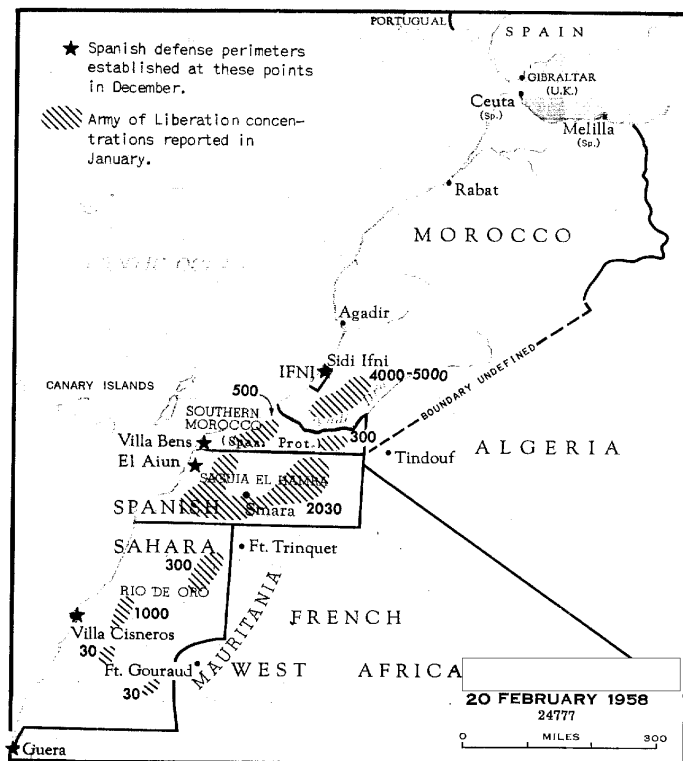 PORTUGUAL
SPAIN
★ Spanish defense perimeters
established at these points
in December.
Army of Liberation concen-
trations reported in
January.
GIBRALTAR
(U.K.)
Ceuta
(Sp.)
Melilla
(Sp.)
Rabat
MOROCCO
Agadir
Sidi Ifni
IFNI
4000-5000
BOUNDARY UNDEFINED
CANARY ISLANDS
500
SOUTHERN
MOROCCO
(Span. Prot.)
300
Villa Bens
El Aiun
Tindouf
ALGERIA
SAGUIA EL HAMRA
SPANISH
Smara
2030
SAHARA
Ft. Trinquet
300
RIO DE ORO
1000
MAURITANIA
FRENCH
Villa Cisneros
30
Ft. Gouraud
WEST AFRICA
30
20 FEBRUARY 1958
24777
0 MILES 300
Guera